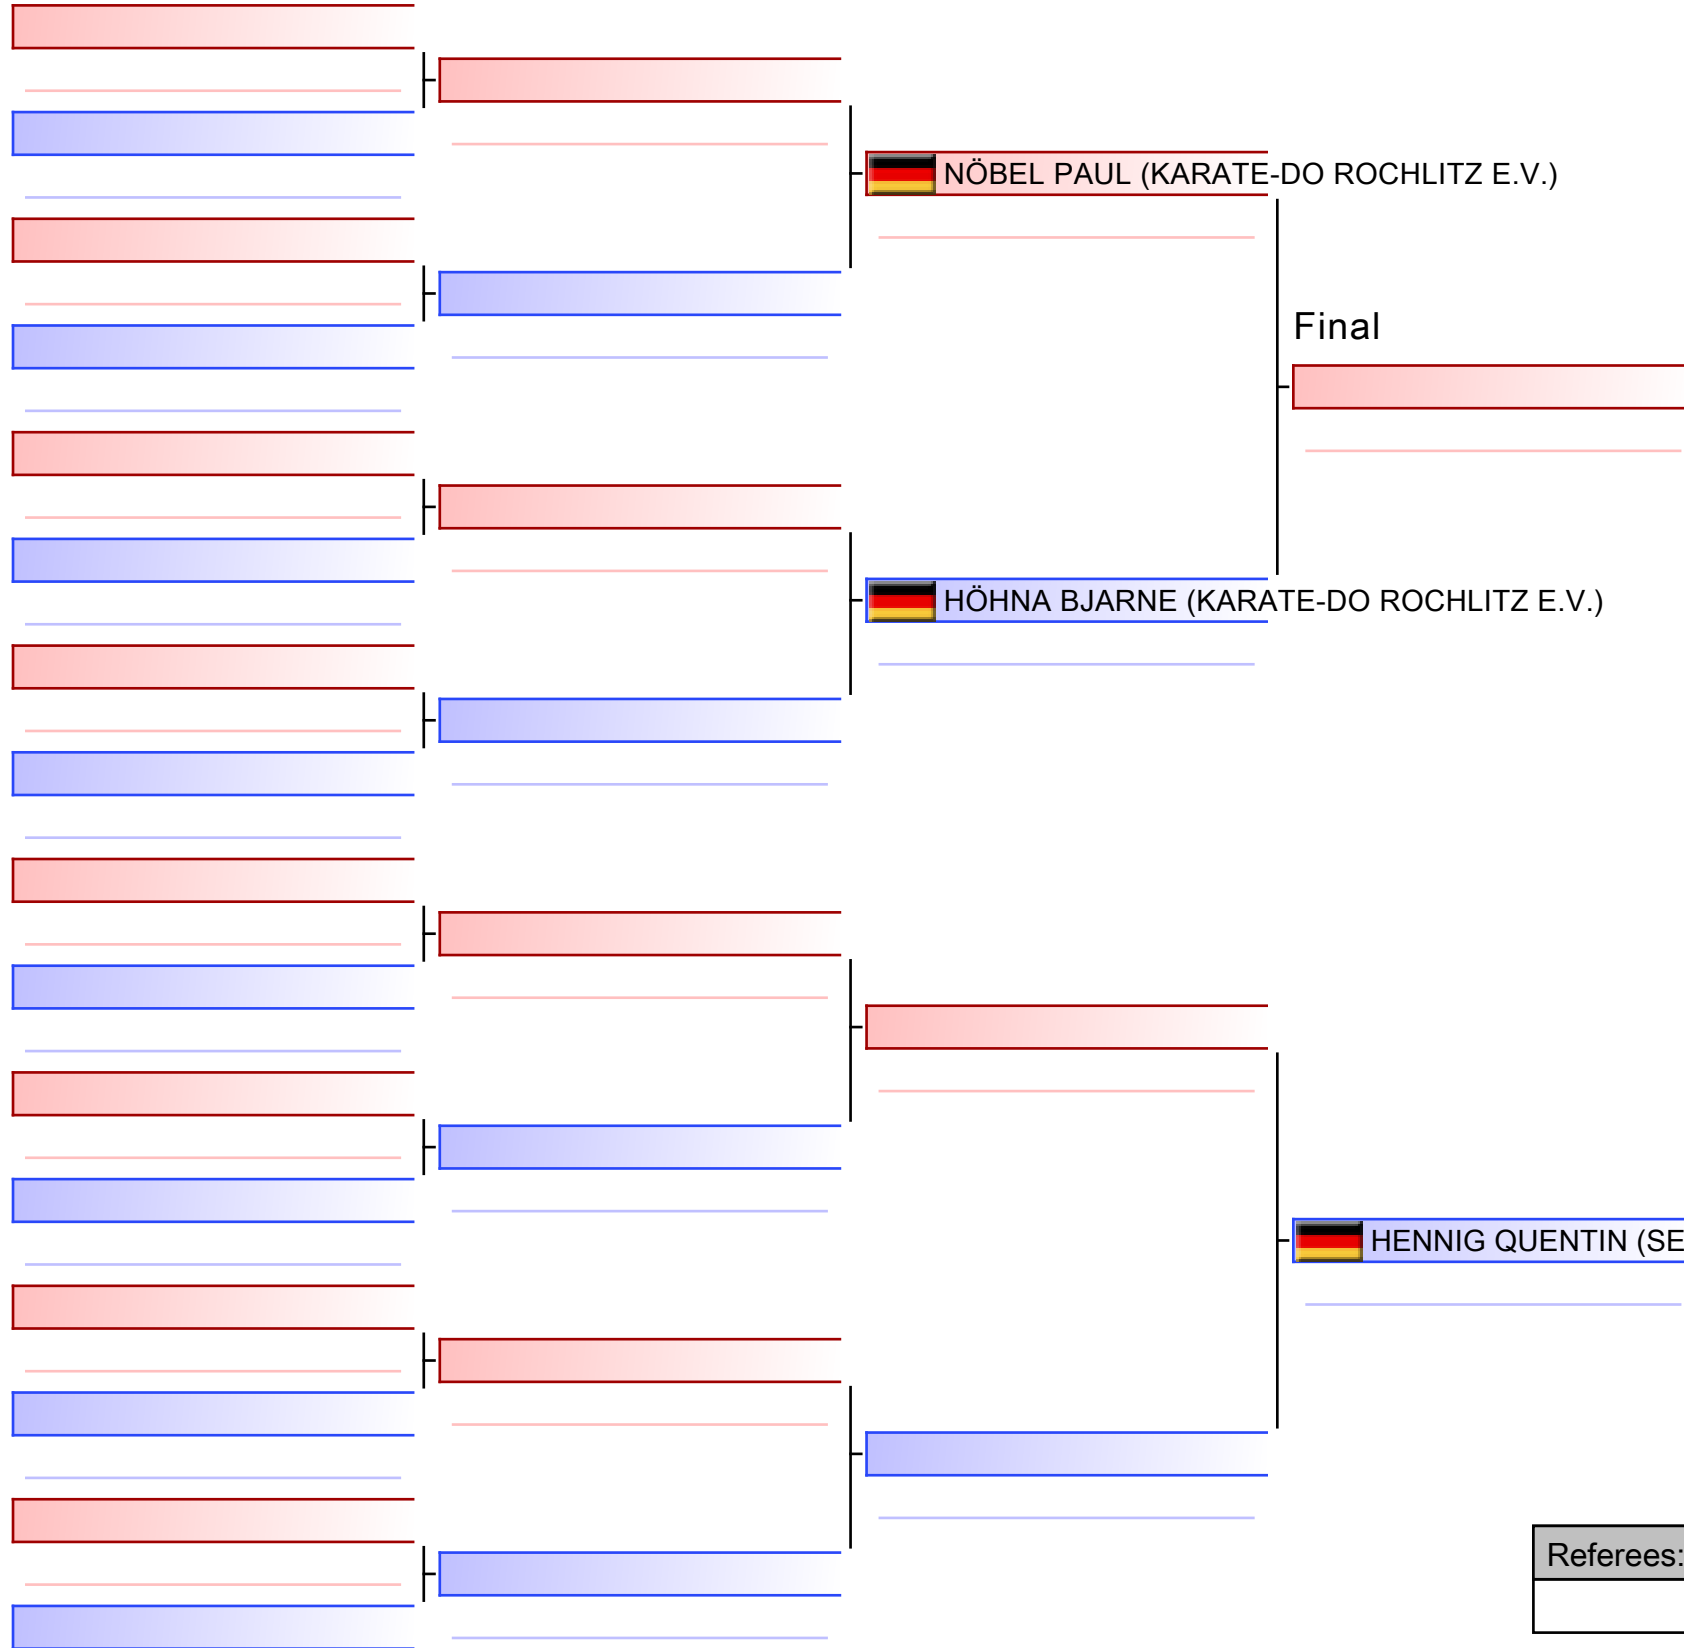 NÖBEL PAUL (KARATE-DO ROCHLITZ E.V.)
Final
HÖHNA BJARNE (KARATE-DO ROCHLITZ E.V.)
HENNIG QUENTIN (SE
Referees: